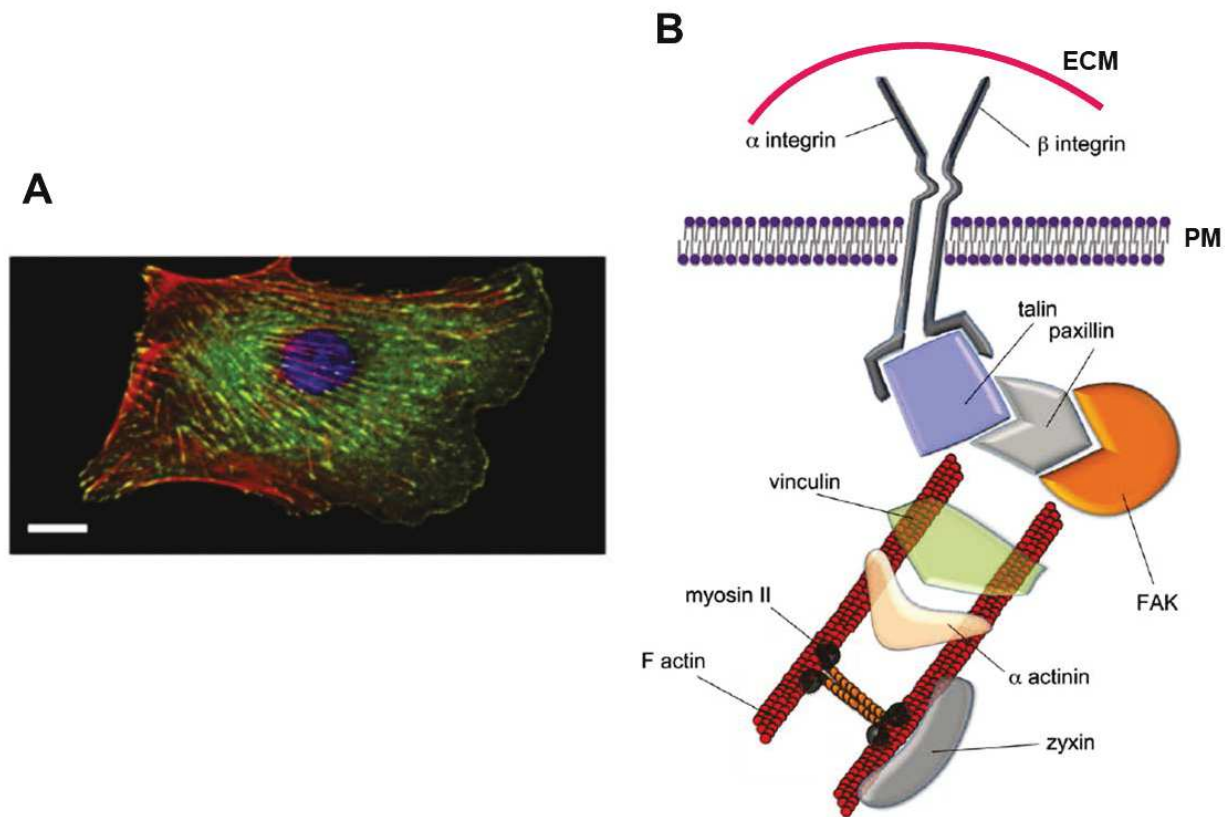 A
B
ECM
α integrin
β integrin
PM
talin
paxillin
vinculin
myosin II
FAK
F actin
α actinin
zyxin